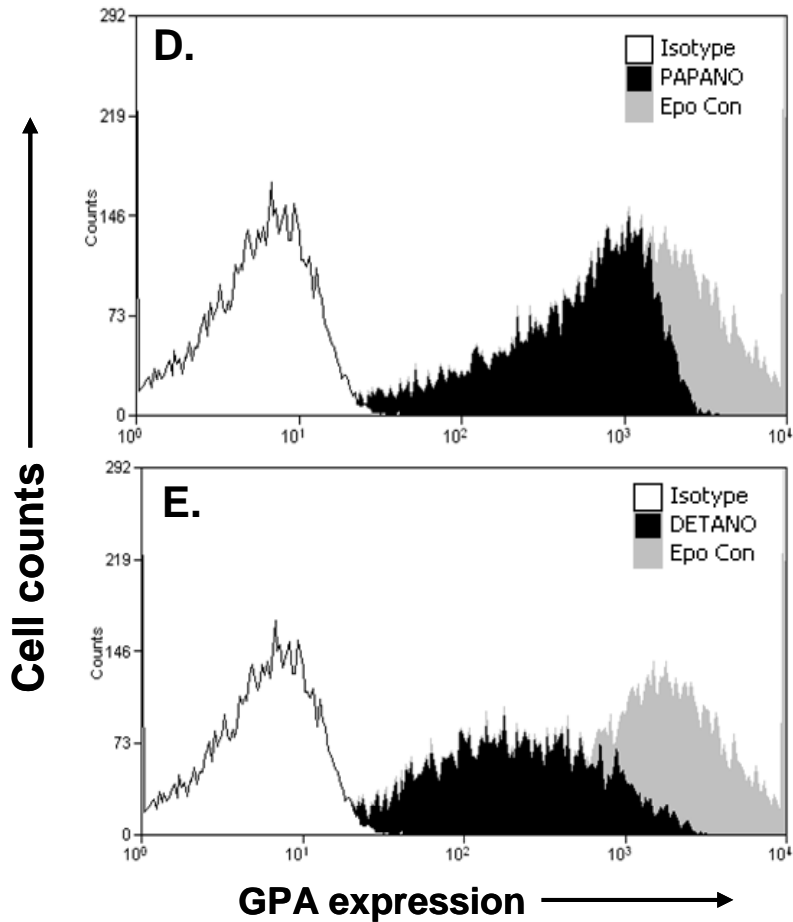 D.
Isotype
PAPANO
Epo Con
292
219
146
73
0
Counts
10⁰ 10¹ 10² 10³ 10⁴
E.
Isotype
DETANO
Epo Con
292
219
146
73
0
Counts
10⁰ 10¹ 10² 10³ 10⁴
Cell counts
GPA expression